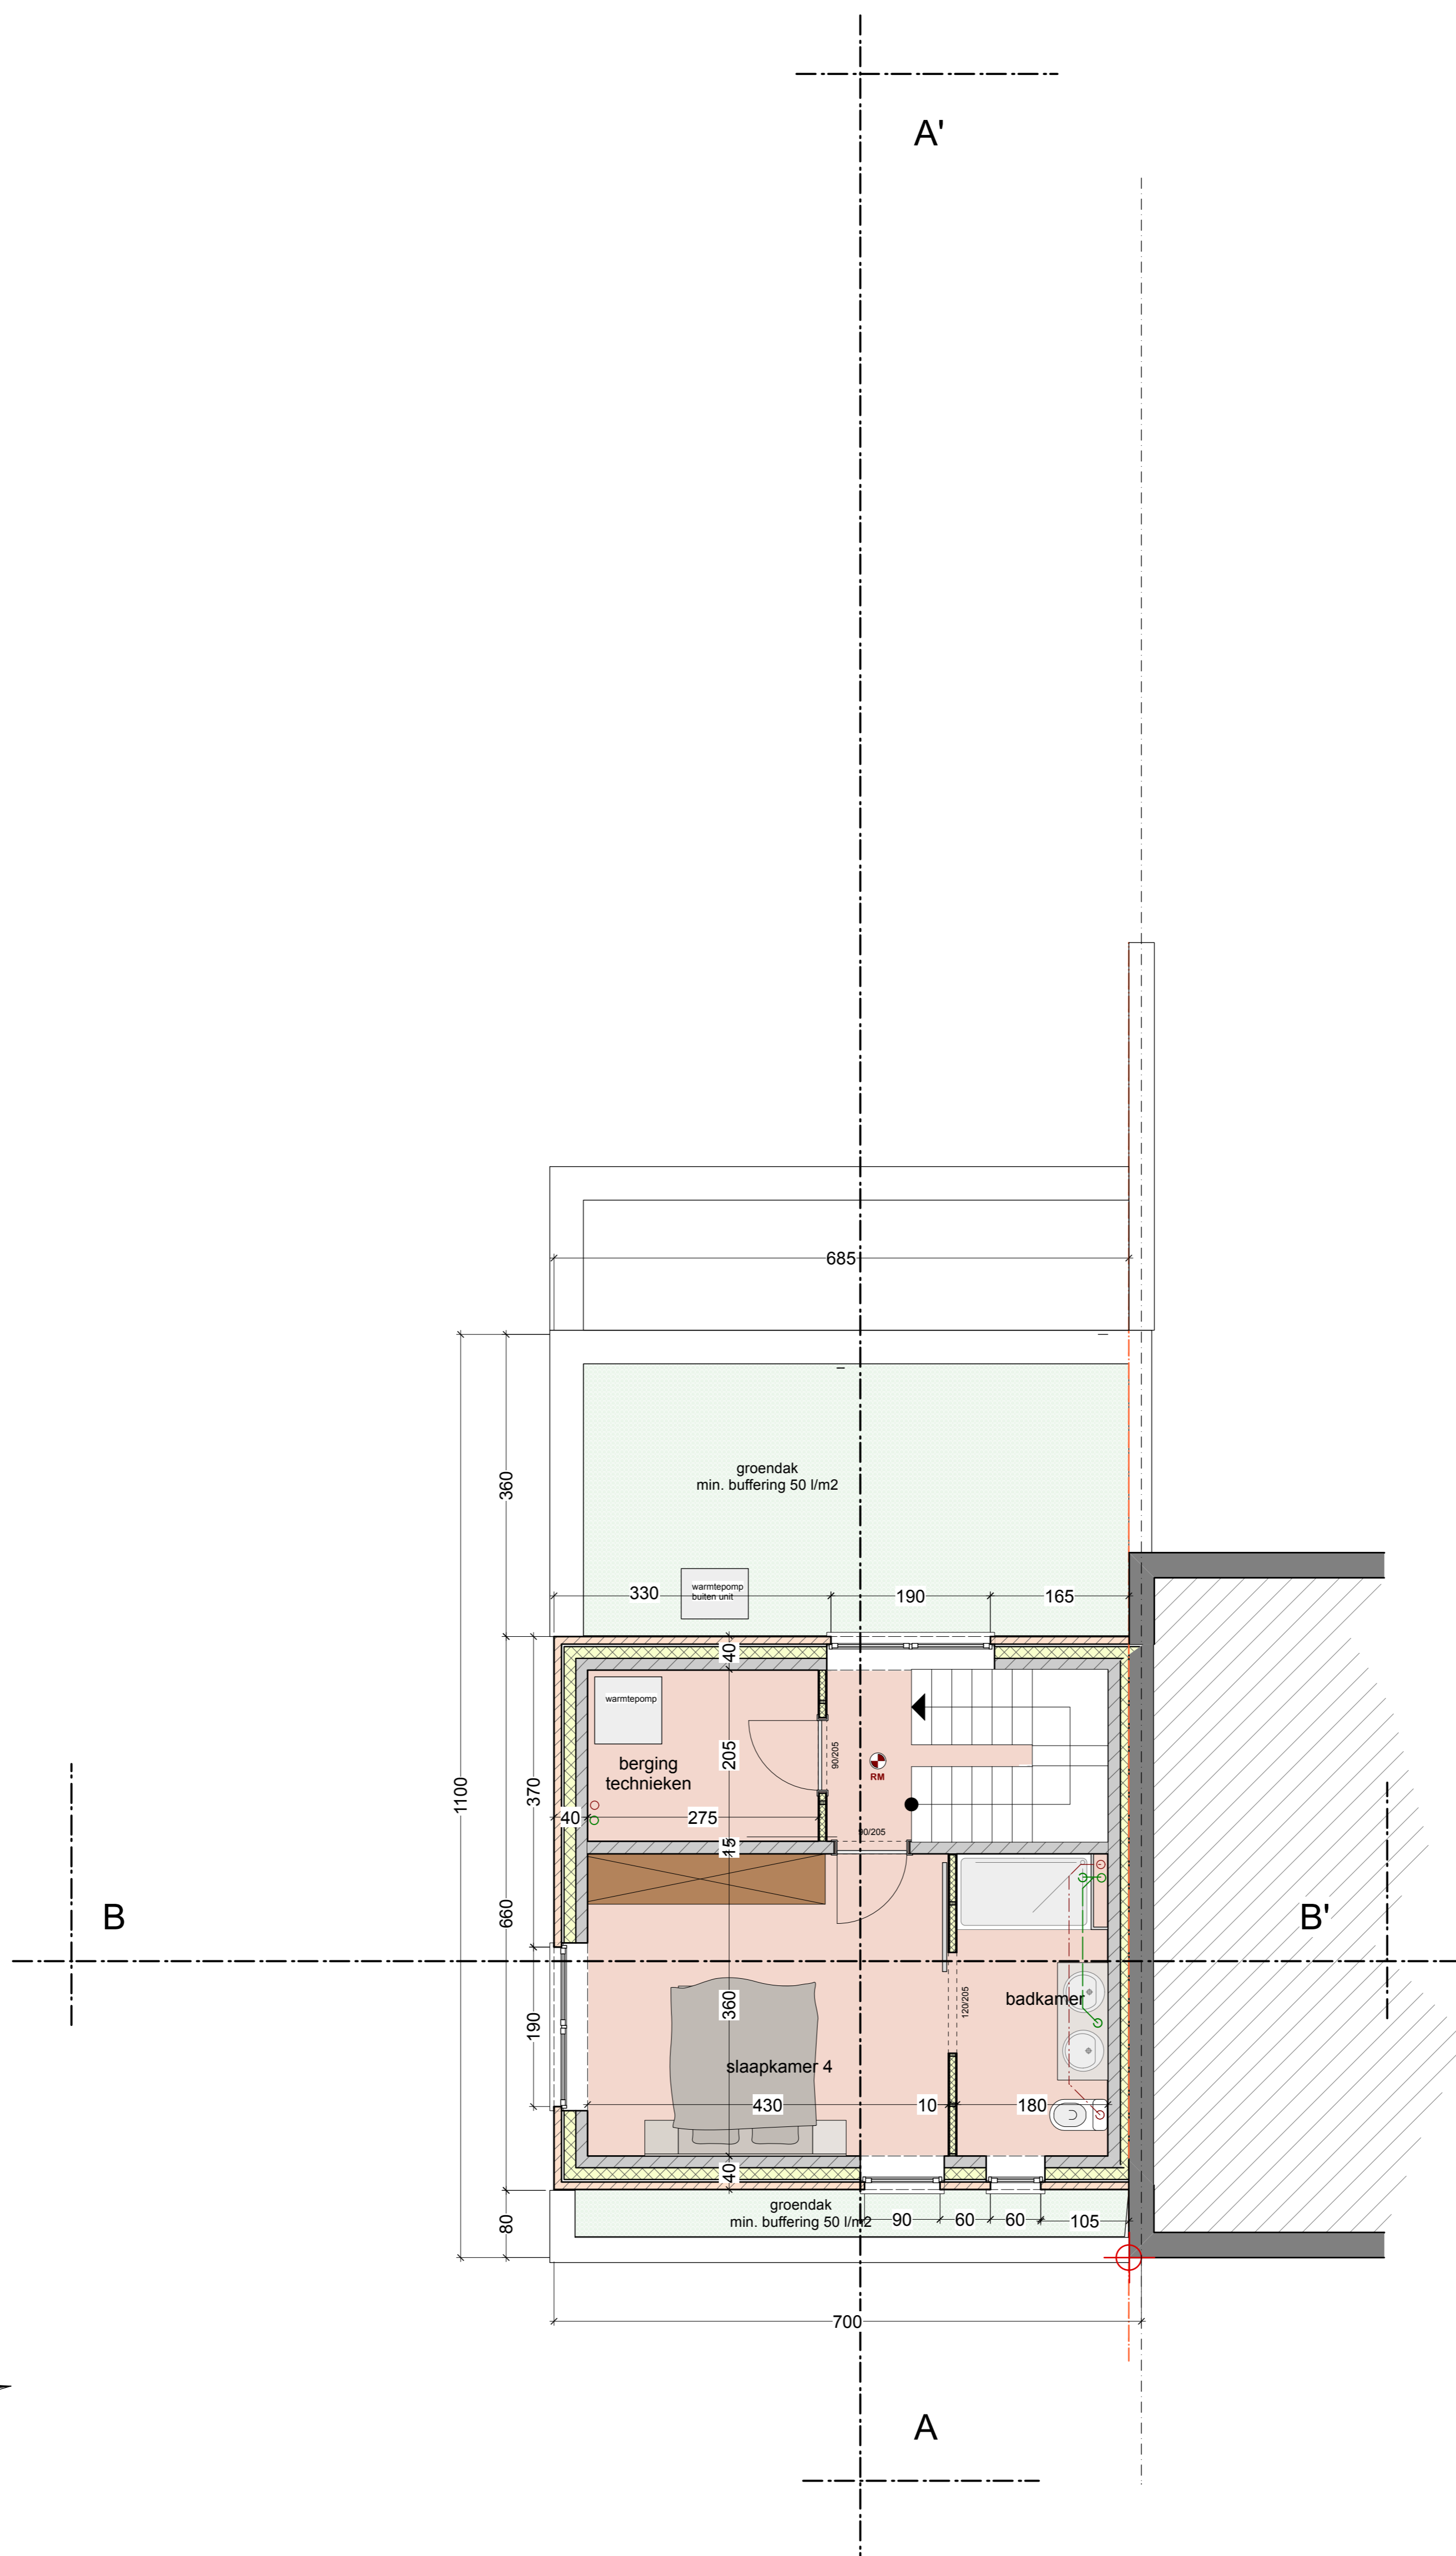 A'
685
360
groendak
min. buffering 50 l/m2
warmtepomp
buiten unit
330
190
165
40
warmtepomp
berging
technieken
205
90/205
RM
1100
370
40
275
15
90/205
B
660
B'
190
360
120/205
badkamer
slaapkamer 4
430
10
180
40
80
groendak
min. buffering 50 l/m2
90
60
60
105
700
A